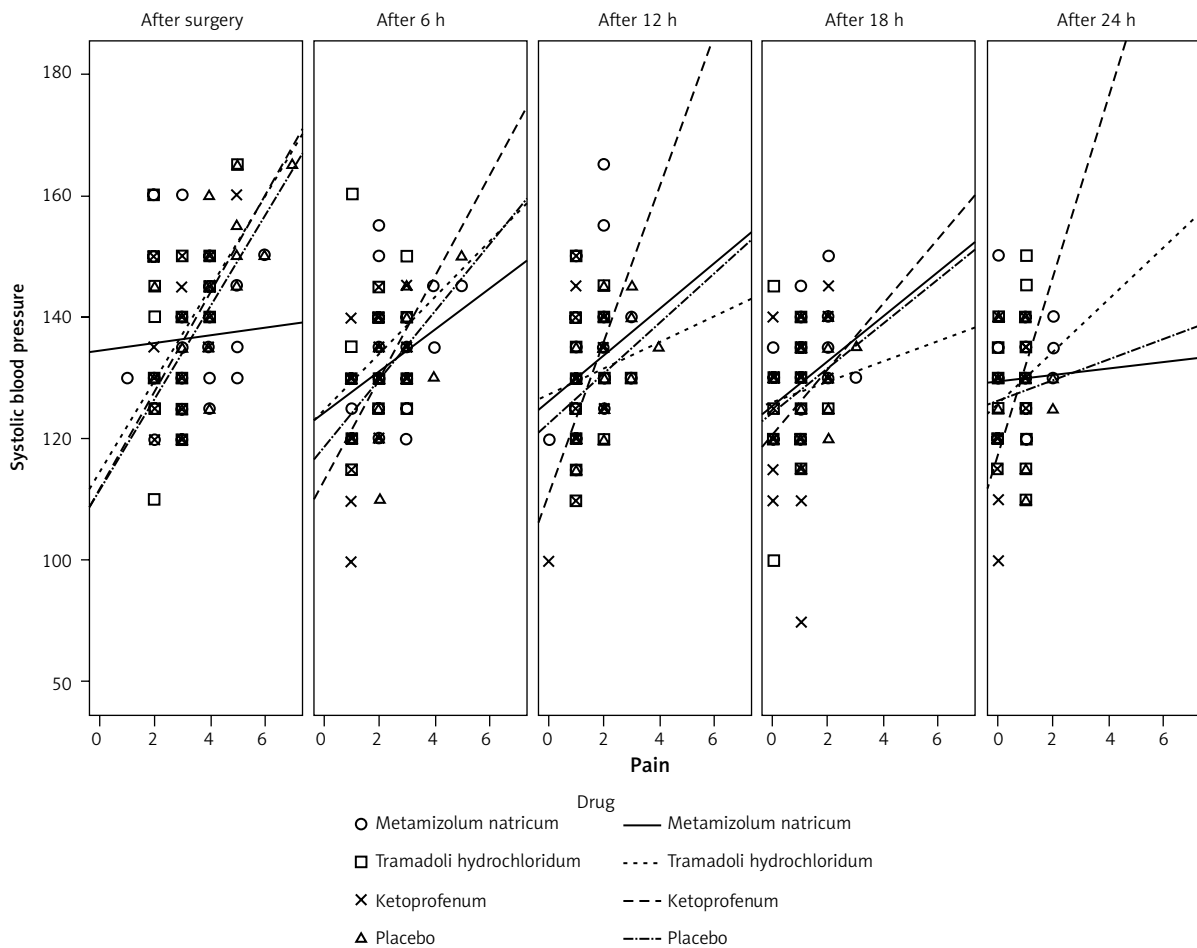 After surgery After 6 h After 12 h After 18 h After 24 h
180
160
140
120
100
50
Systolic blood pressure
0 2 4 6 0 2 4 6 0 2 4 6 0 2 4 6 0 2 4 6
Pain
Drug
Metamizolum natricum Metamizolum natricum
Tramadoli hydrochloridum Tramadoli hydrochloridum
Ketoprofenum Ketoprofenum
Placebo Placebo